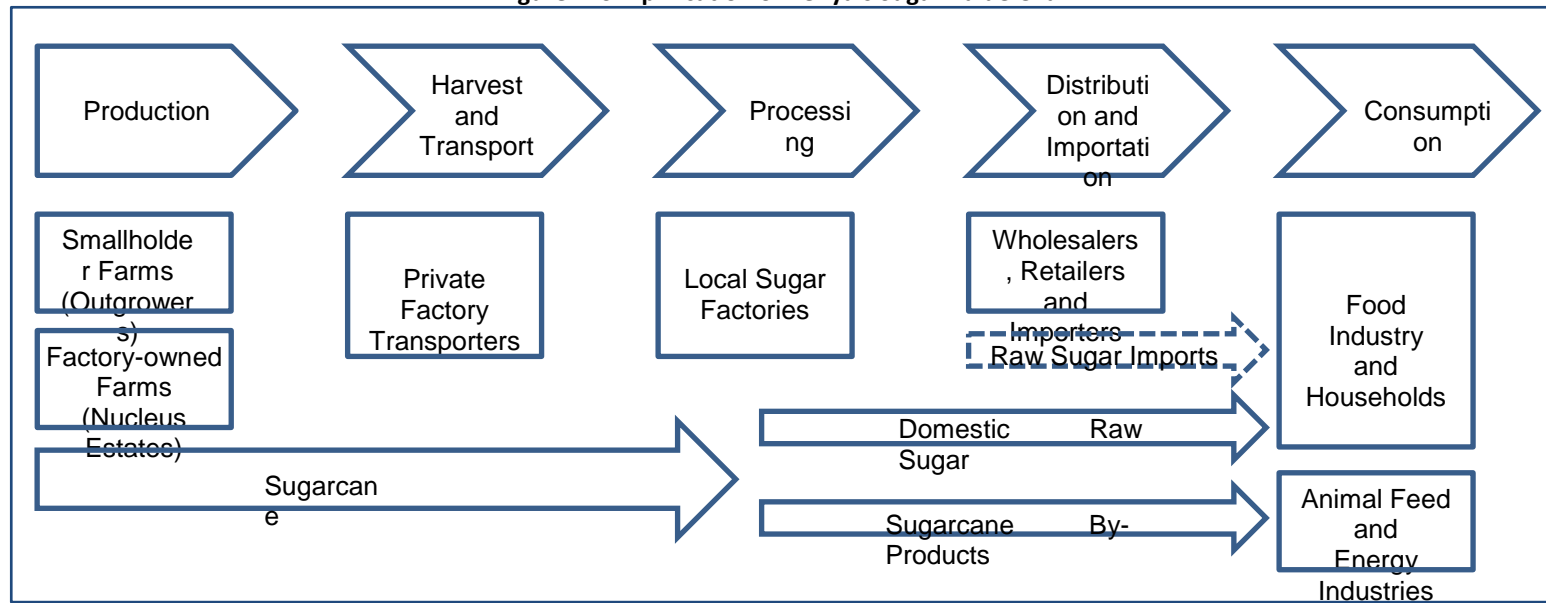 Production
Harvest
and
Transport
Processi
ng
Distributi
on and
Importati
on
Consumpti
on
Smallholde
r Farms
(Outgrower
s)
Factory-owned
Farms
(Nucleus
Estates)
Private
Factory
Transporters
Local Sugar
Factories
Wholesalers
, Retailers
and
Importers
Raw Sugar Imports
Food
Industry
and
Households
Domestic Raw
Sugar
Sugarcan
e
Sugarcane By-
Products
Animal Feed
and
Energy
Industries